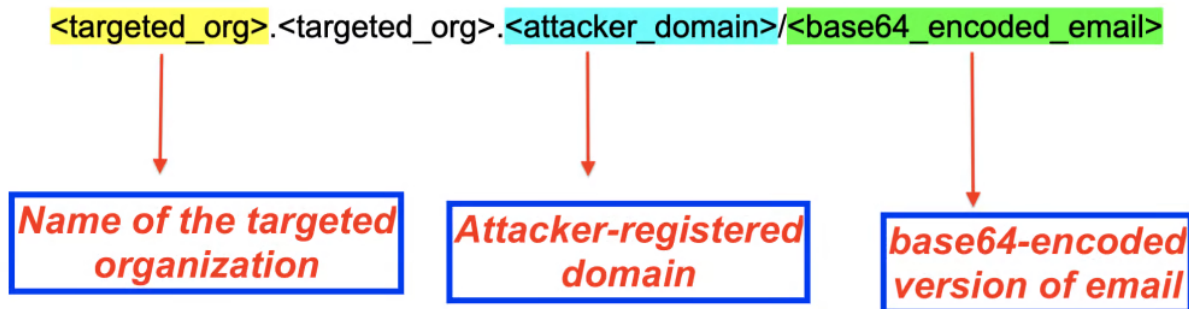 <targeted_org>.<targeted_org>.<attacker_domain>/<base64_encoded_email>
Name of the targeted
organization
Attacker-registered
domain
base64-encoded
version of email